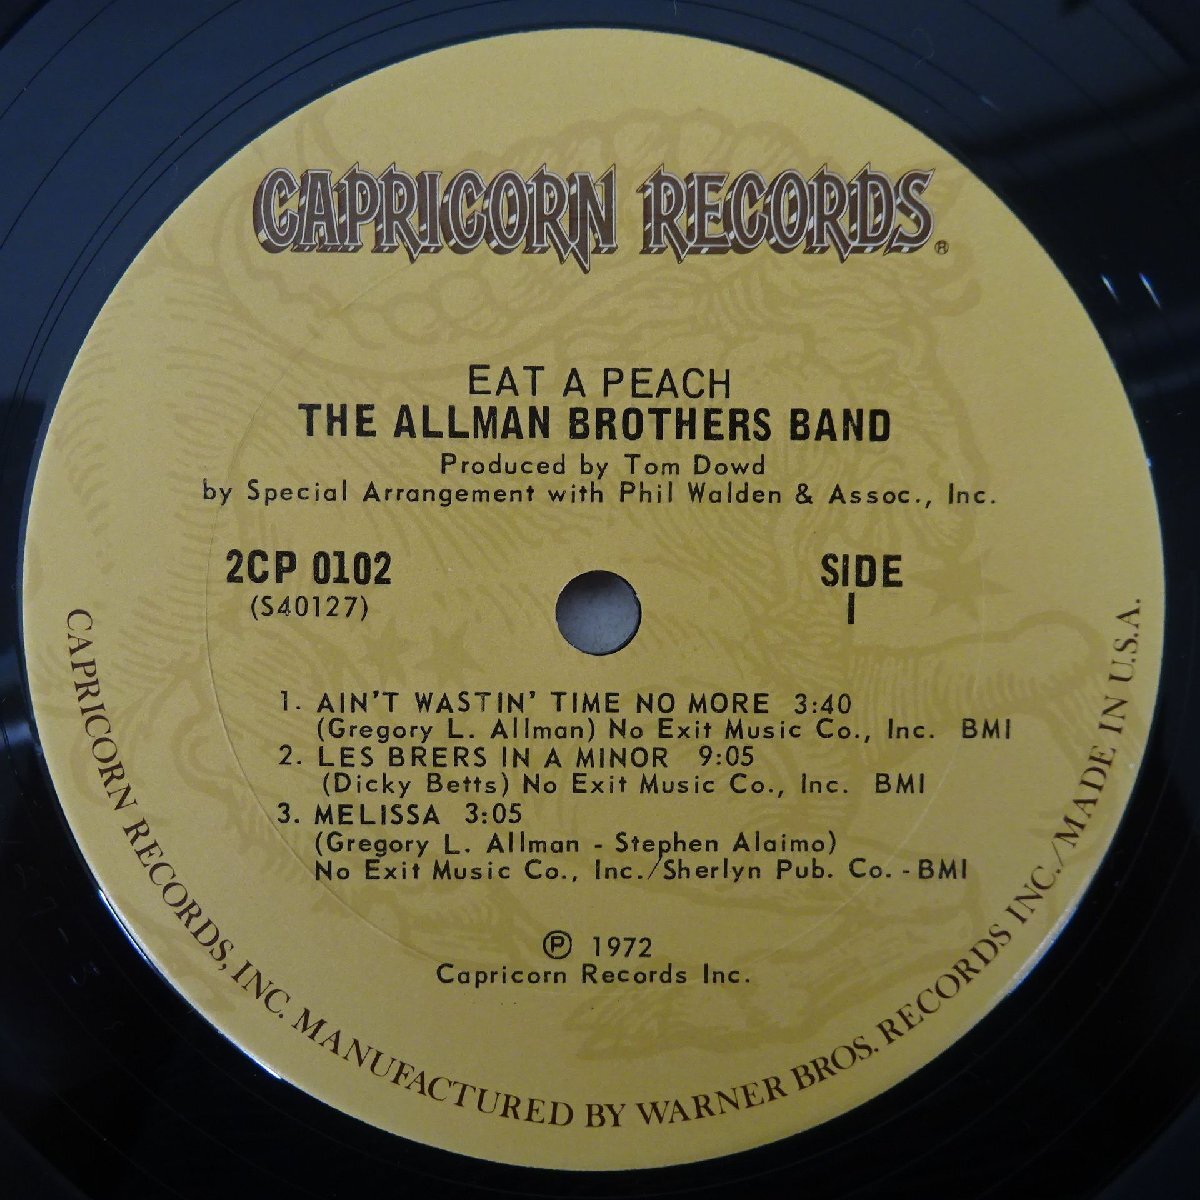 CAPRICORN RECORDS®
EAT A PEACH
THE ALLMAN BROTHERS BAND
Produced by Tom Dowd
by Special Arrangement with Phil Walden & Assoc., Inc.
2CP 0102
(S40127)
SIDE
I
1. AIN'T WASTIN' TIME NO MORE 3:40
(Gregory L. Allman) No Exit Music Co., Inc. BMI
2. LES BRERS IN A MINOR 9:05
(Dicky Betts) No Exit Music Co., Inc. BMI
3. MELISSA 3:05
(Gregory L. Allman - Stephen Alaimo)
No Exit Music Co., Inc./Sherlyn Pub. Co. - BMI
℗ 1972
Capricorn Records Inc.
CAPRICORN RECORDS, INC. MANUFACTURED BY WARNER BROS. RECORDS INC./MADE IN U.S.A.